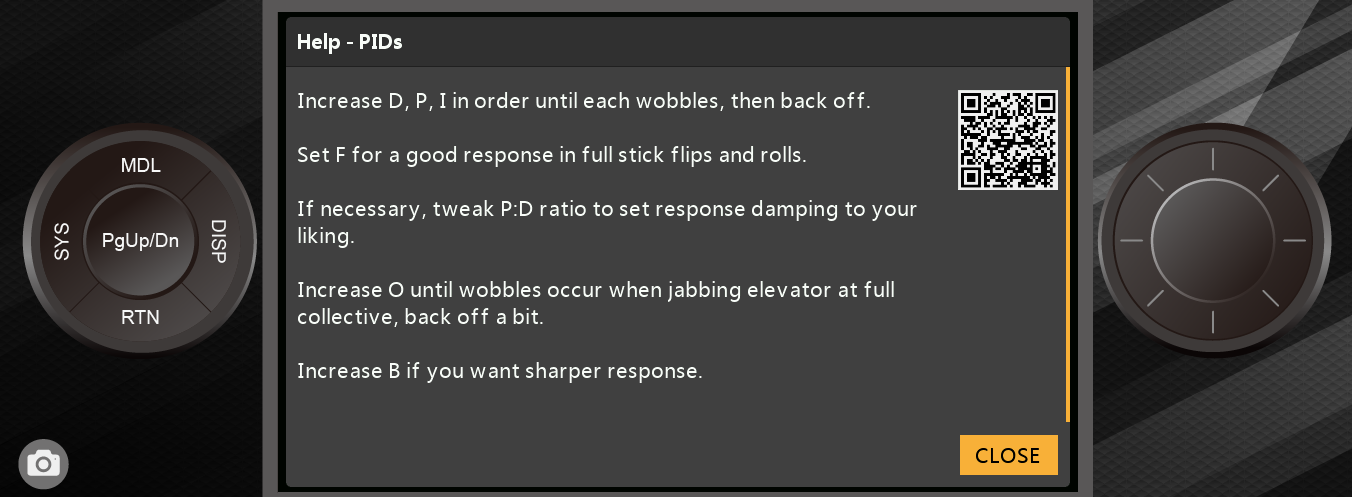 Help - PIDs
Increase D, P, I in order until each wobbles, then back off.
Set F for a good response in full stick flips and rolls.
If necessary, tweak P:D ratio to set response damping to your
liking.
Increase O until wobbles occur when jabbing elevator at full
collective, back off a bit.
Increase B if you want sharper response.
CLOSE
MDL
SYS
PgUp/Dn
DISP
RTN